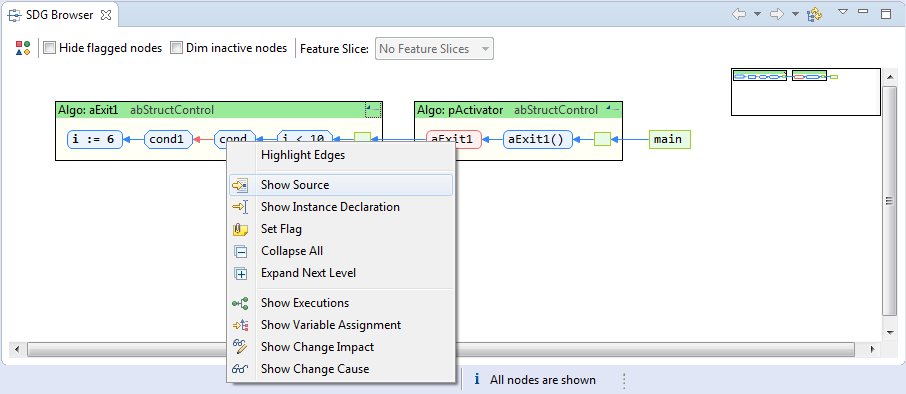 SDG Browser
Hide flagged nodes Dim inactive nodes Feature Slice: No Feature Slices
Algo: aExit1 abStructControl
Algo: pActivator abStructControl
i := 6 cond1 cond i < 10 aExit1 aExit1() main
Highlight Edges
Show Source
Show Instance Declaration
Set Flag
Collapse All
Expand Next Level
Show Executions
Show Variable Assignment
Show Change Impact
Show Change Cause
All nodes are shown